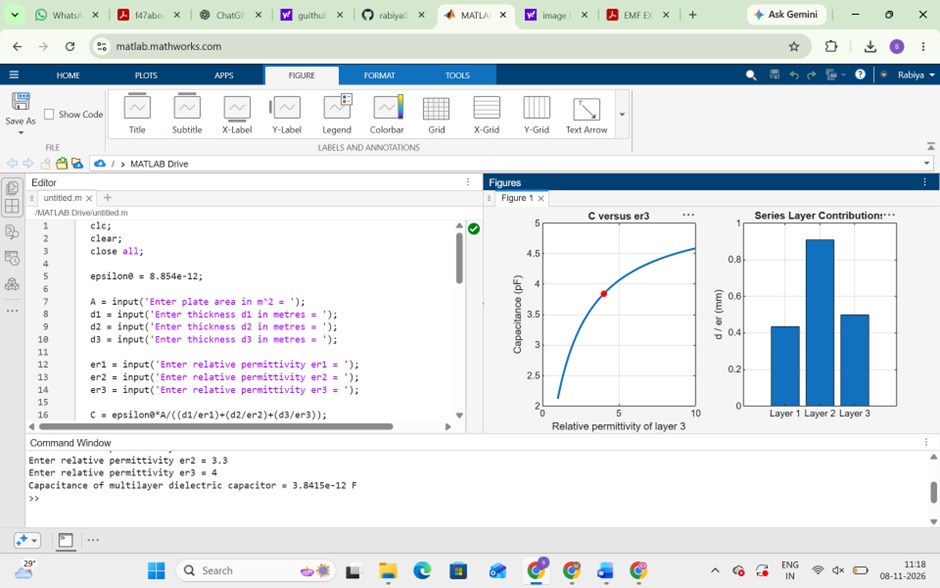 WhatsA
f47abe
ChatGP
guithub
rabiya
MATLA
image
EMF EX
Ask Gemini
matlab.mathworks.com
S
HOME PLOTS APPS FIGURE FORMAT TOOLS
Rabiya
Save As
Show Code
Title Subtitle X-Label Y-Label Legend Colorbar Grid X-Grid Y-Grid Text Arrow
FILE
LABELS AND ANNOTATIONS
/ > MATLAB Drive
Editor
untitled.m
/MATLAB Drive/untitled.m
1 clc;
2 clear;
3 close all;
4
5 epsilon0 = 8.854e-12;
6
7 A = input('Enter plate area in m^2 = ');
8 d1 = input('Enter thickness d1 in metres = ');
9 d2 = input('Enter thickness d2 in metres = ');
10 d3 = input('Enter thickness d3 in metres = ');
11
12 er1 = input('Enter relative permittivity er1 = ');
13 er2 = input('Enter relative permittivity er2 = ');
14 er3 = input('Enter relative permittivity er3 = ');
15
16 C = epsilon0*A/((d1/er1)+(d2/er2)+(d3/er3));
Figures
Figure 1
C versus er3
5
4.5
4
3.5
3
2.5
2
Capacitance (pF)
0 5 10
Relative permittivity of layer 3
Series Layer Contributions
1
0.8
0.6
0.4
0.2
0
d / er (mm)
Layer 1 Layer 2 Layer 3
Command Window
Enter relative permittivity er2 = 3.3
Enter relative permittivity er3 = 4
Capacitance of multilayer dielectric capacitor = 3.8415e-12 F
>>
29°
Search
ENG
IN
11:18
08-11-2026